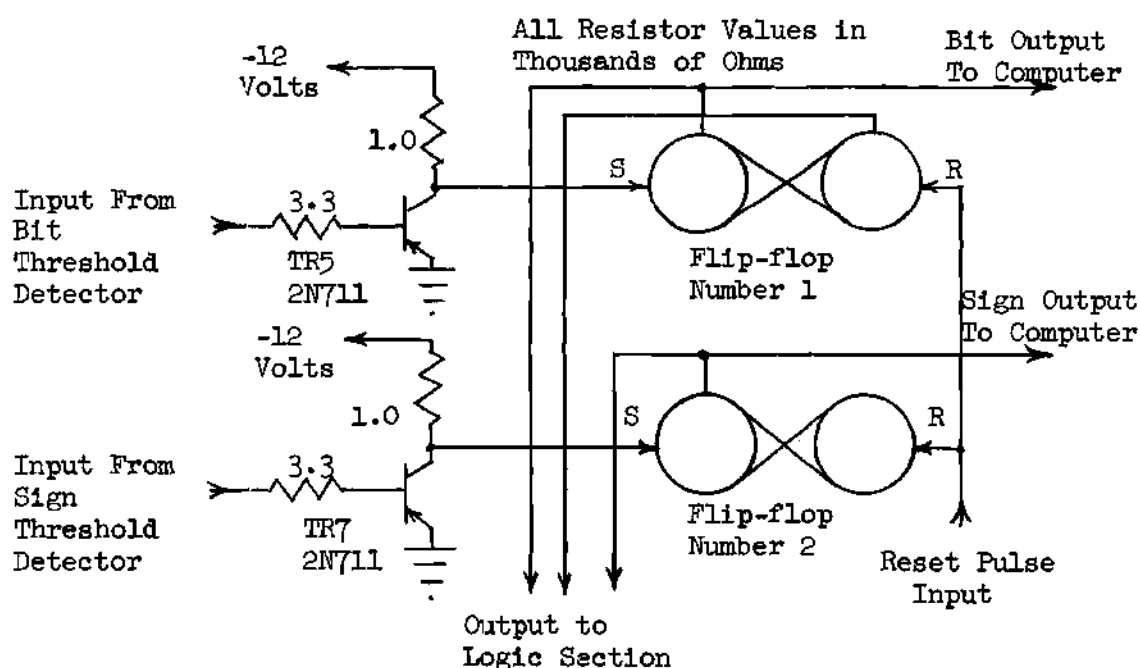 All Resistor Values in
Thousands of Ohms
Bit Output
To Computer
-12
Volts
1.0
S
R
Input From
Bit
Threshold
Detector
3.3
TR5
2N711
Flip-flop
Number 1
Sign Output
To Computer
-12
Volts
1.0
S
R
Input From
Sign
Threshold
Detector
3.3
TR7
2N711
Flip-flop
Number 2
Reset Pulse
Input
Output to
Logic Section